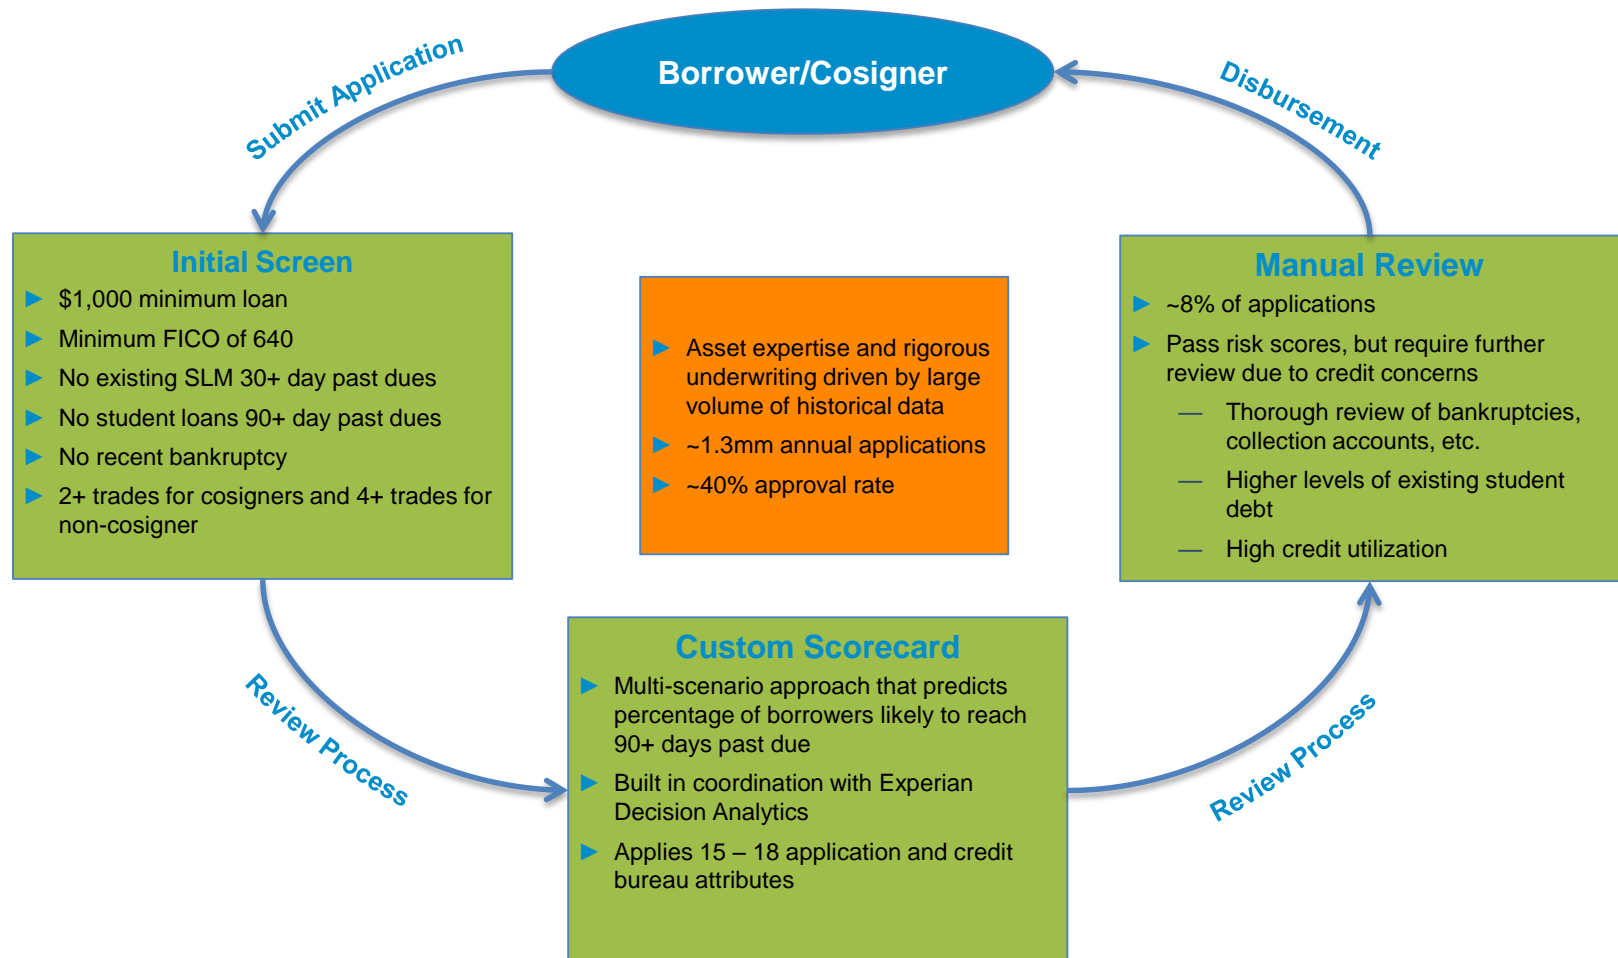 Borrower/Cosigner
Submit Application
Disbursement
Initial Screen
► $1,000 minimum loan
► Minimum FICO of 640
► No existing SLM 30+ day past dues
► No student loans 90+ day past dues
► No recent bankruptcy
► 2+ trades for cosigners and 4+ trades for
non-cosigner
► Asset expertise and rigorous
underwriting driven by large
volume of historical data
► ~1.3mm annual applications
► ~40% approval rate
Manual Review
► ~8% of applications
► Pass risk scores, but require further
review due to credit concerns
— Thorough review of bankruptcies,
collection accounts, etc.
— Higher levels of existing student
debt
— High credit utilization
Review Process
Custom Scorecard
► Multi-scenario approach that predicts
percentage of borrowers likely to reach
90+ days past due
► Built in coordination with Experian
Decision Analytics
► Applies 15 – 18 application and credit
bureau attributes
Review Process